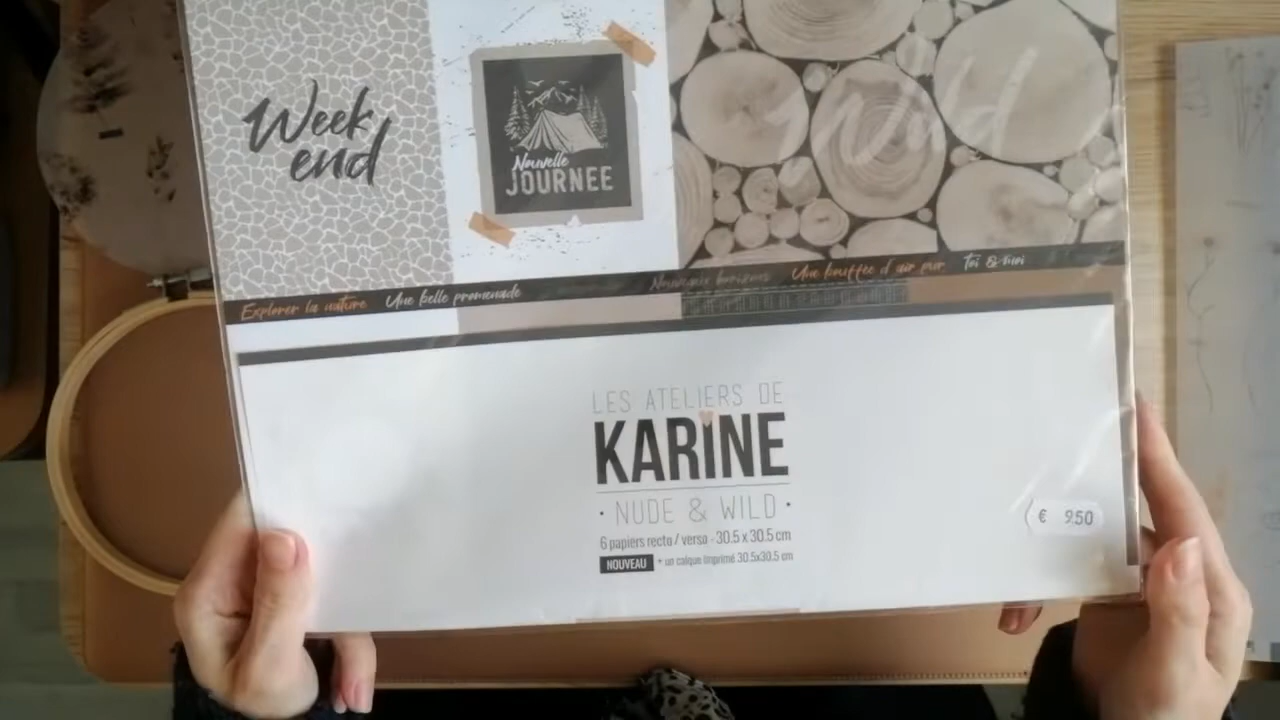 Week
end
Nouvelle
JOURNEE
Wild
Explorer la nature Une belle promenade Nouveaux horizons Une bouffée d'air pur toi & moi
LES ATELIERS DE
KARINE
• NUDE & WILD •
6 papiers recto / verso - 30.5 x 30.5 cm
NOUVEAU + un calque imprimé 30.5x30.5 cm
€ 9.50